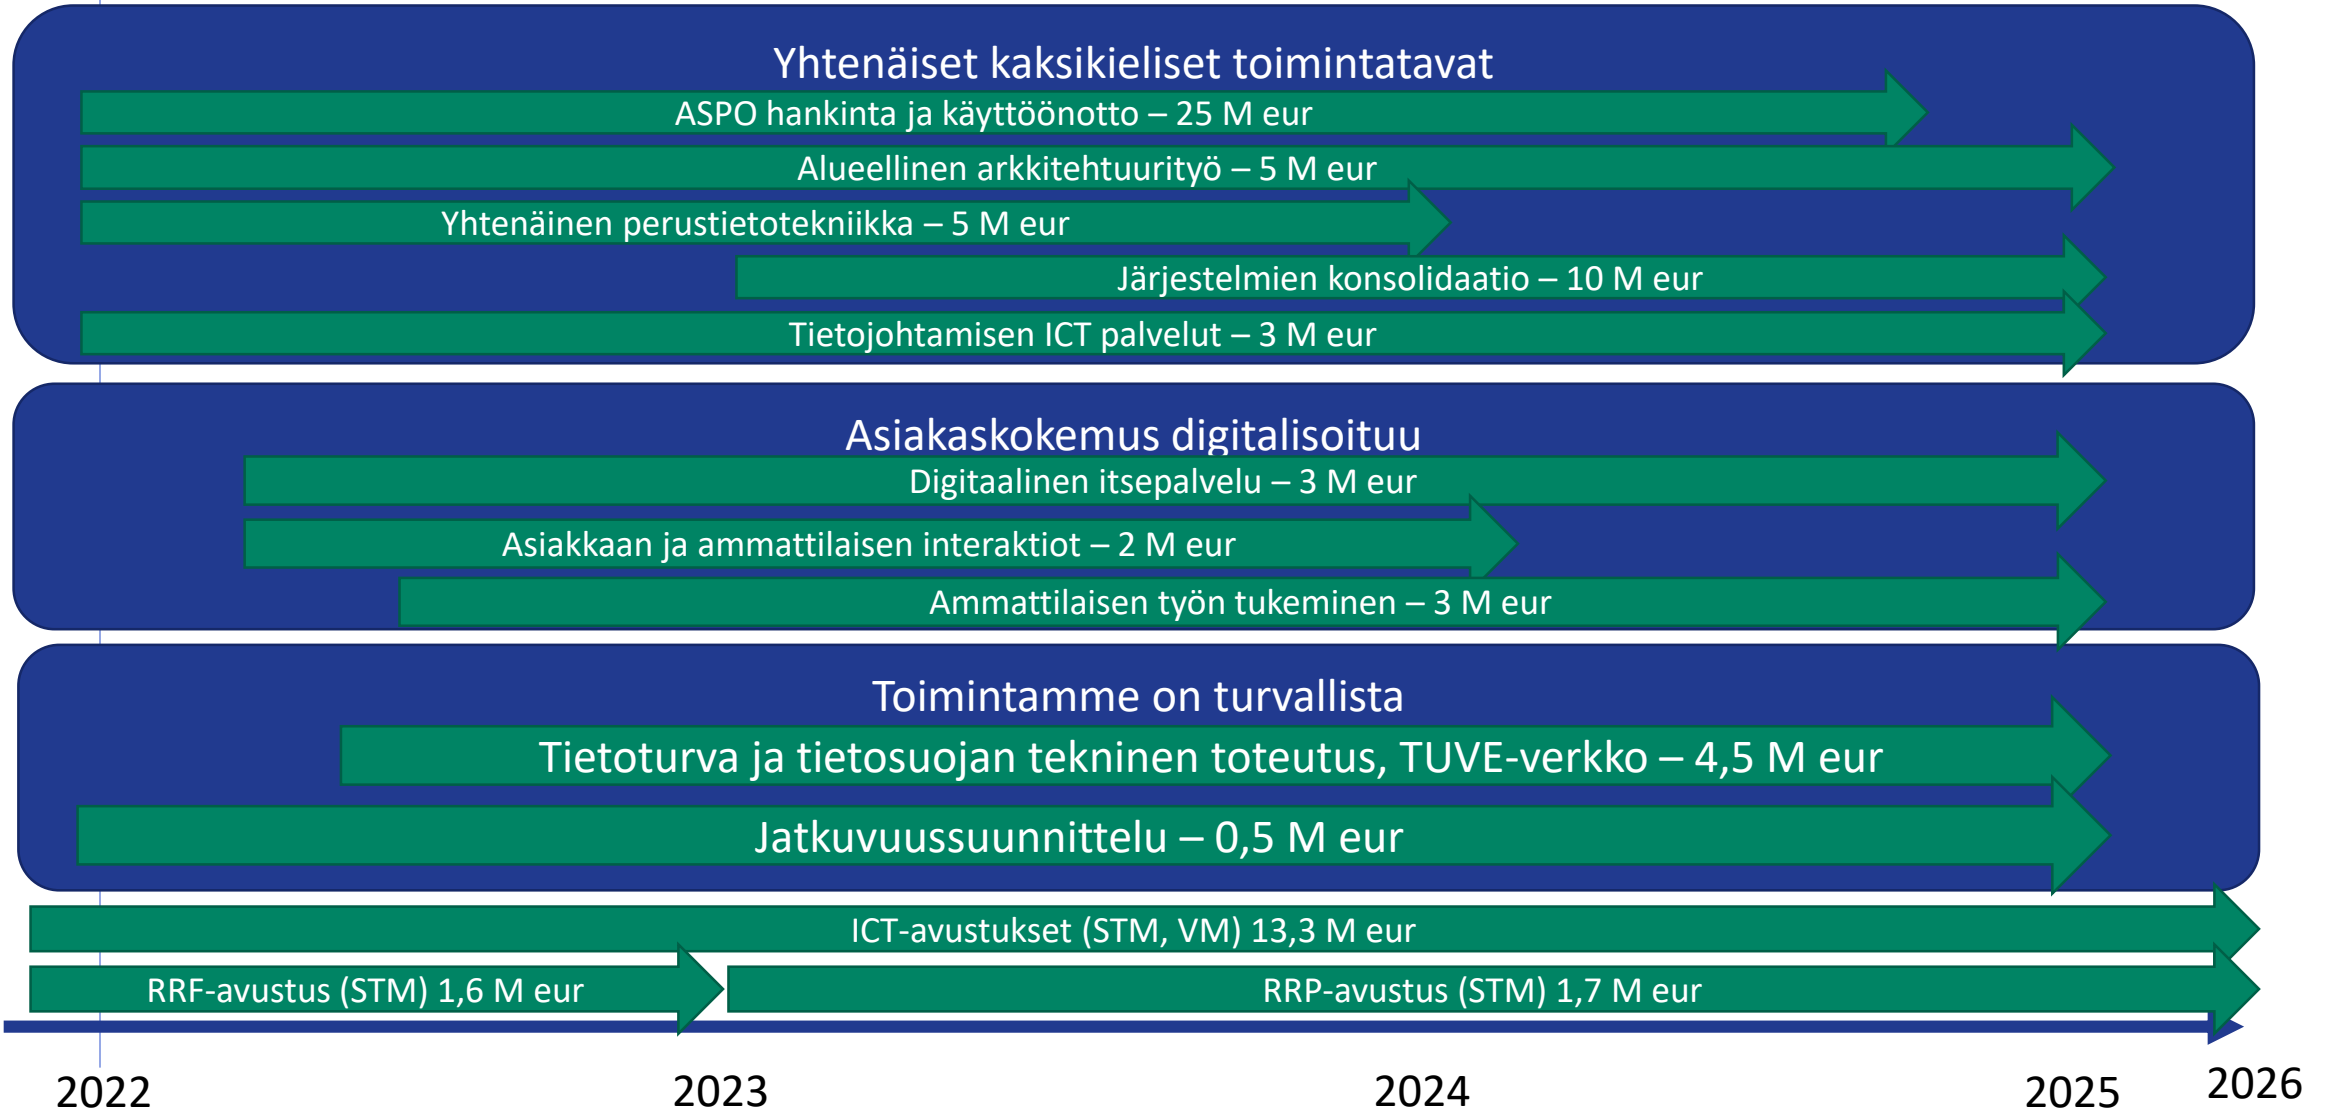 Yhtenäiset kaksikieliset toimintatavat
ASPO hankinta ja käyttöönotto – 25 M eur
Alueellinen arkkitehtuurityö – 5 M eur
Yhtenäinen perustietotekniikka – 5 M eur
Järjestelmien konsolidaatio – 10 M eur
Tietojohtamisen ICT palvelut – 3 M eur
Asiakaskokemus digitalisoituu
Digitaalinen itsepalvelu – 3 M eur
Asiakkaan ja ammattilaisen interaktiot – 2 M eur
Ammattilaisen työn tukeminen – 3 M eur
Toimintamme on turvallista
Tietoturva ja tietosuojan tekninen toteutus, TUVE-verkko – 4,5 M eur
Jatkuvuussuunnittelu – 0,5 M eur
ICT-avustukset (STM, VM) 13,3 M eur
RRF-avustus (STM) 1,6 M eur
RRP-avustus (STM) 1,7 M eur
2022
2023
2024
2025
2026